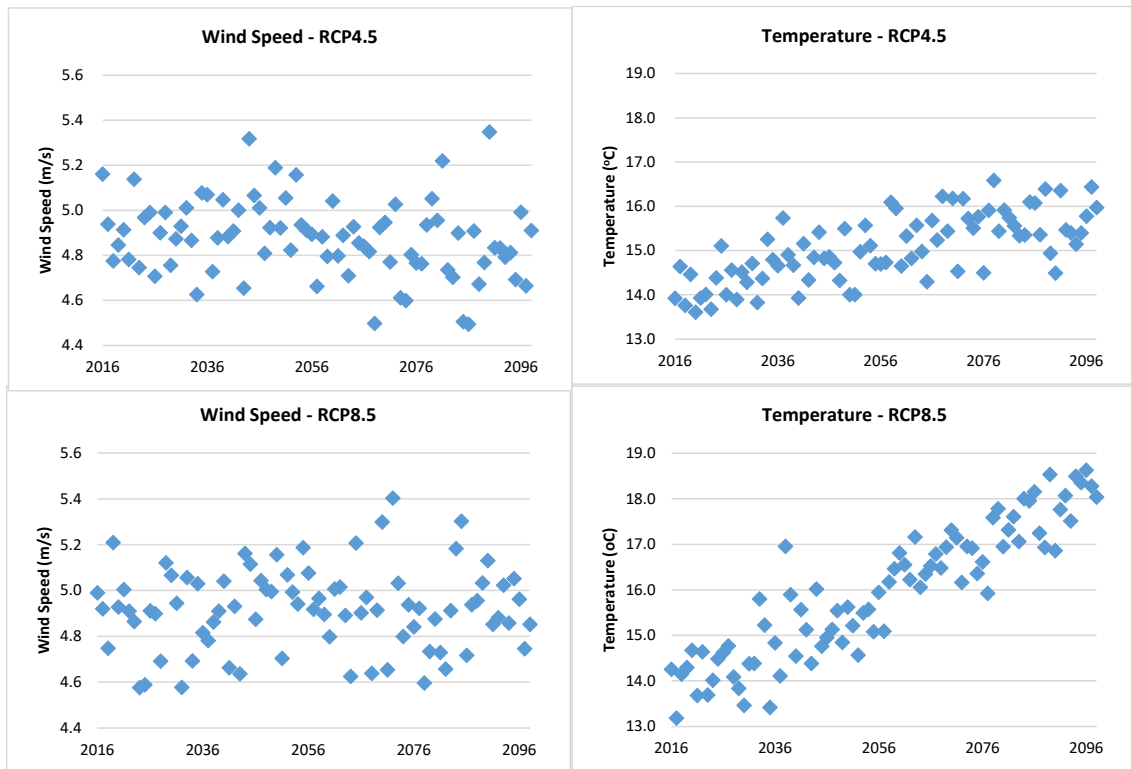 Wind Speed - RCP4.5
Wind Speed (m/s)
5.6
5.4
5.2
5.0
4.8
4.6
4.4
2016 2036 2056 2076 2096
Temperature - RCP4.5
Temperature (°C)
19.0
18.0
17.0
16.0
15.0
14.0
13.0
2016 2036 2056 2076 2096
Wind Speed - RCP8.5
Wind Speed (m/s)
5.6
5.4
5.2
5.0
4.8
4.6
4.4
2016 2036 2056 2076 2096
Temperature - RCP8.5
Temperature (oC)
19.0
18.0
17.0
16.0
15.0
14.0
13.0
2016 2036 2056 2076 2096